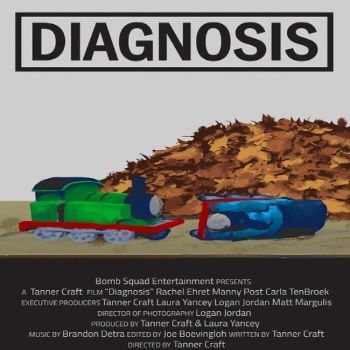 DIAGNOSIS
Bomb Squad Entertainment PRESENTS
A Tanner Craft FILM "Diagnosis" Rachel Ehret Manny Post Carla TenBroek
EXECUTIVE PRODUCERS Tanner Craft Laura Yancey Logan Jordan Matt Margulis
DIRECTOR OF PHOTOGRAPHY Logan Jordan
PRODUCED BY Tanner Craft & Laura Yancey
MUSIC BY Brandon Detra EDITED BY Joe Boevingloh WRITTEN BY Tanner Craft
DIRECTED BY Tanner Craft